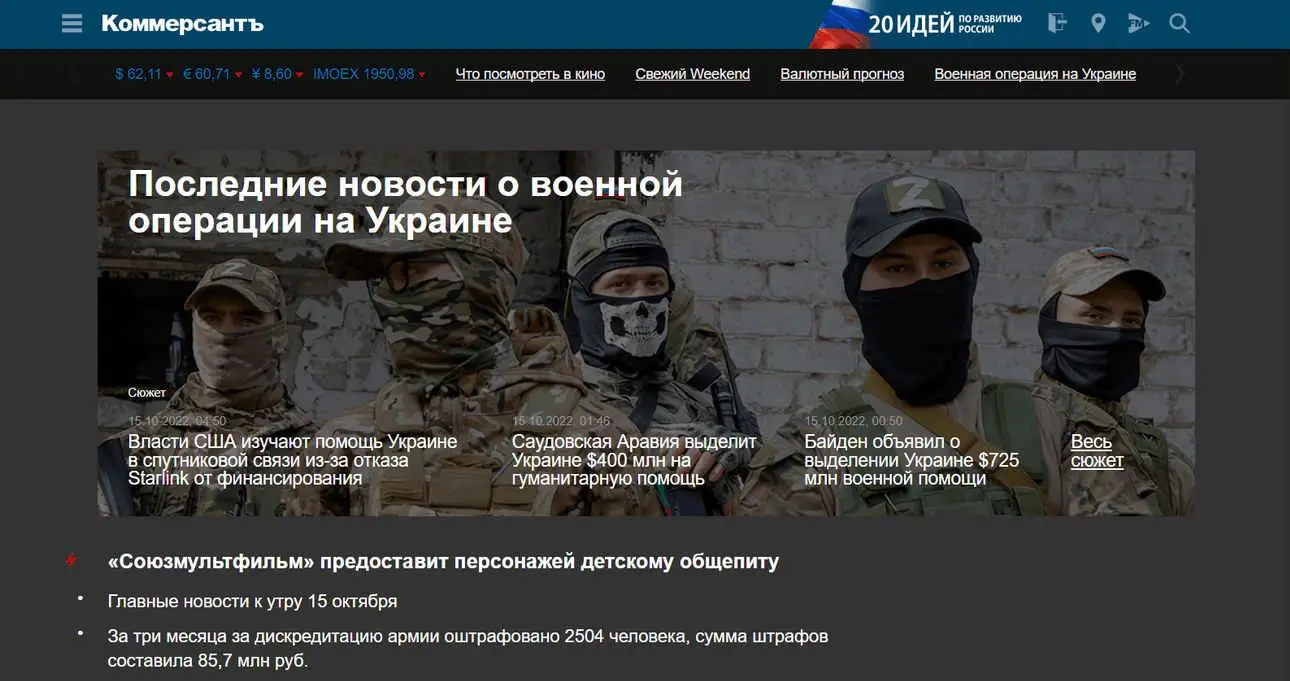 Коммерсантъ
20 ИДЕЙ ПО РАЗВИТИЮ
РОССИИ
FM
$ 62,11 € 60,71 ¥ 8,60 IMOEX 1950,98 Что посмотреть в кино Свежий Weekend Валютный прогноз Военная операция на Украине
Последние новости о военной
операции на Украине
Z
Z
Сюжет
15.10.2022, 04:50
Власти США изучают помощь Украине
в спутниковой связи из-за отказа
Starlink от финансирования
15.10.2022, 01:46
Саудовская Аравия выделит
Украине $400 млн на
гуманитарную помощь
15.10.2022, 00:50
Байден объявил о
выделении Украине $725
млн военной помощи
Весь
сюжет
«Союзмультфильм» предоставит персонажей детскому общепиту
Главные новости к утру 15 октября
За три месяца за дискредитацию армии оштрафовано 2504 человека, сумма штрафов
составила 85,7 млн руб.